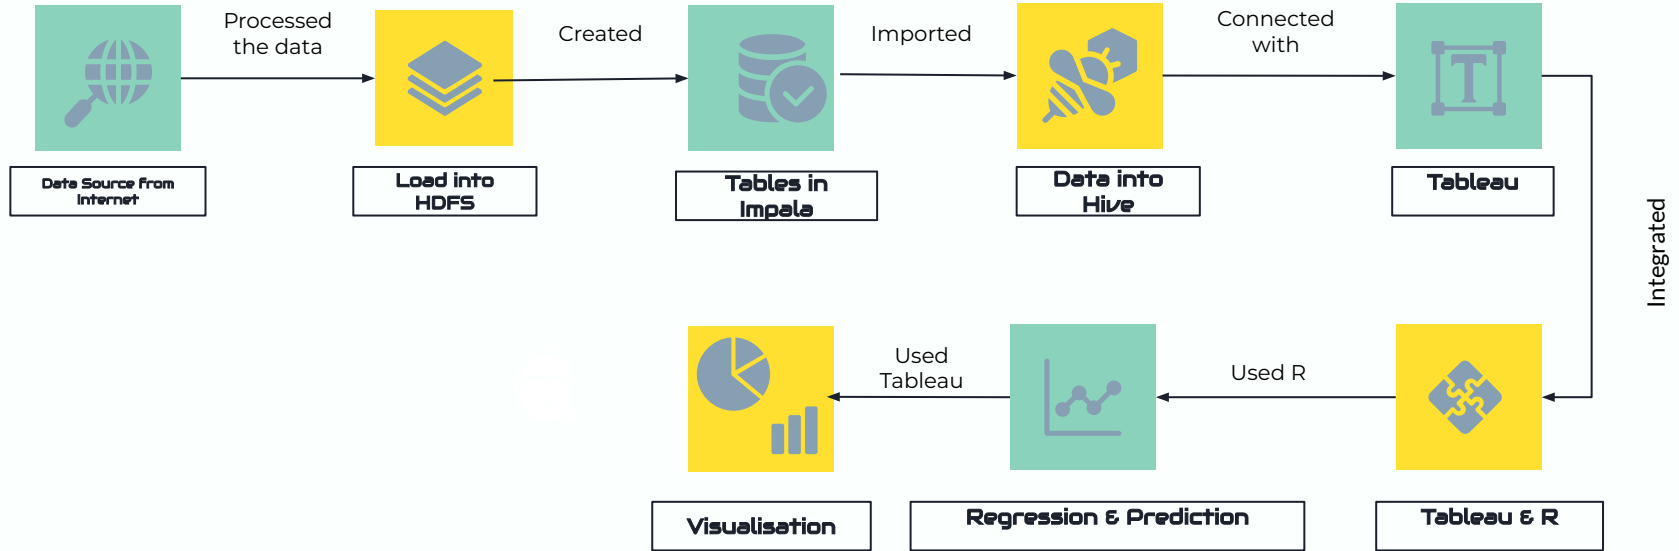 Processed
the data
Created
Imported
Connected
with
T
Data Source from
Internet
Load into
HDFS
Tables in
Impala
Data into
Hive
Tableau
Integrated
Used
Tableau
Used R
Visualisation
Regression & Prediction
Tableau & R